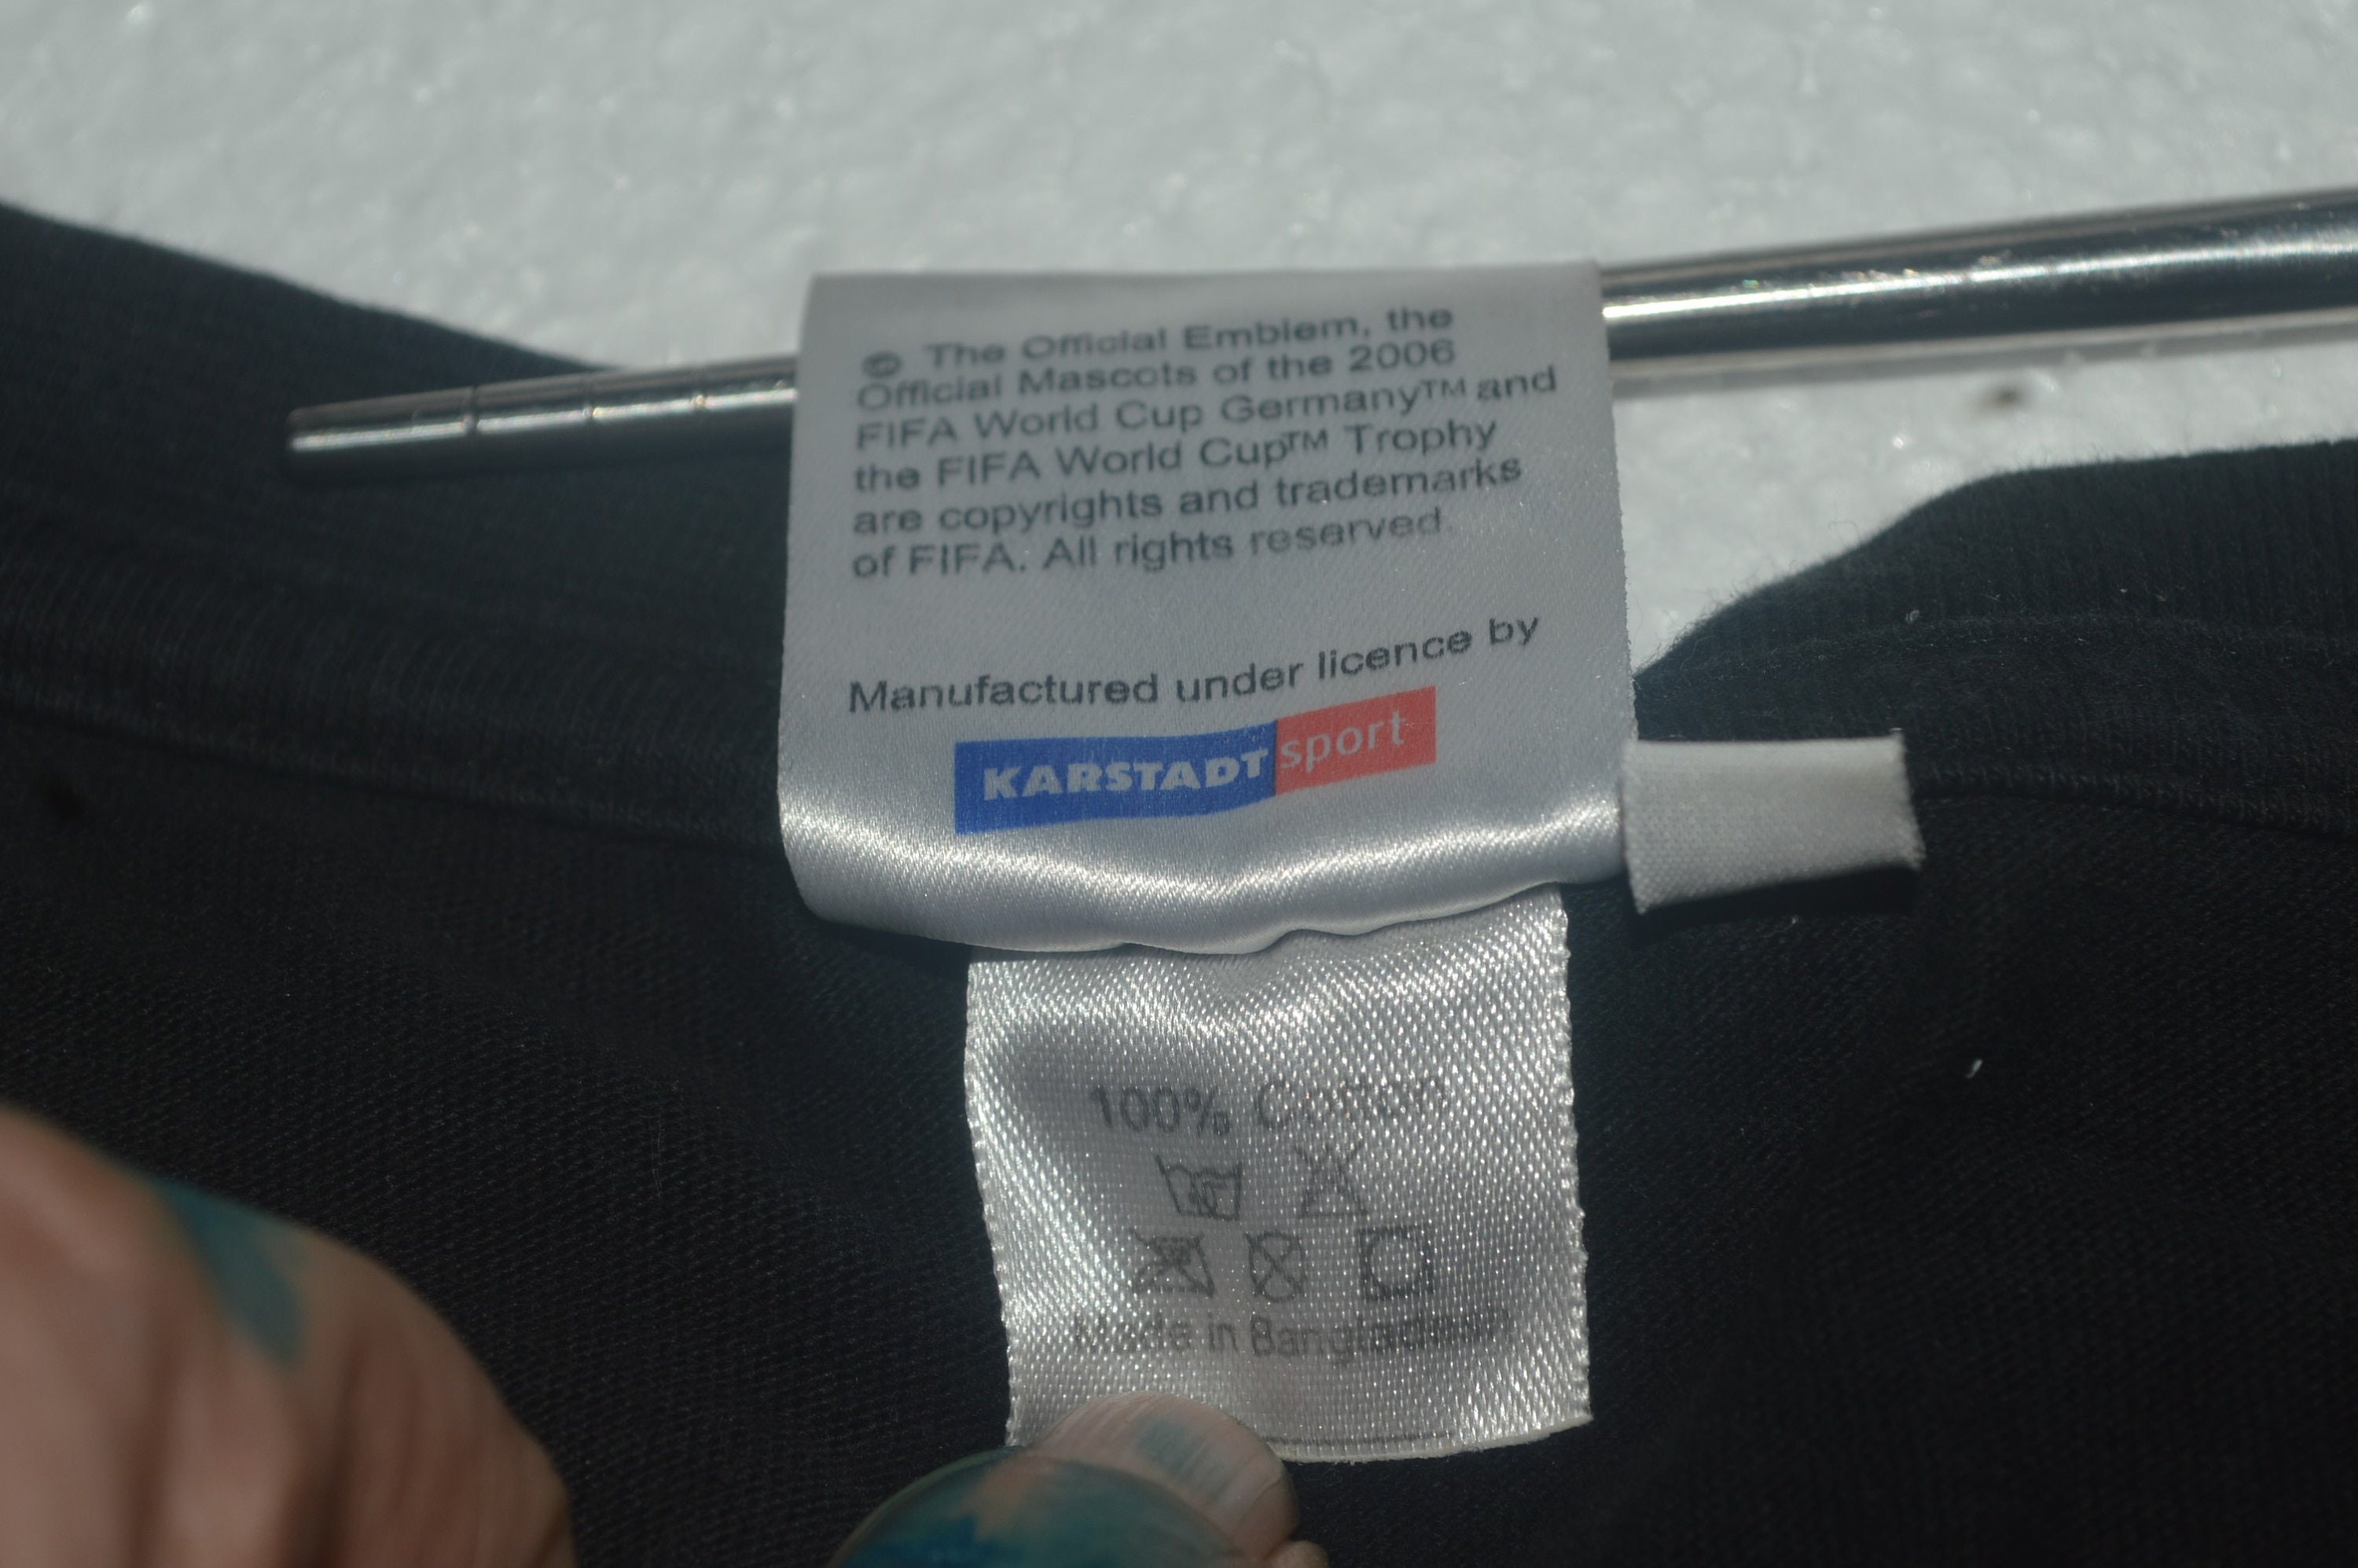 © The Official Emblem, the
Official Mascots of the 2006
FIFA World Cup Germany™ and
the FIFA World Cup™ Trophy
are copyrights and trademarks
of FIFA. All rights reserved.
Manufactured under licence by
KARSTADT sport
100% Cotton
Made in Bangladesh